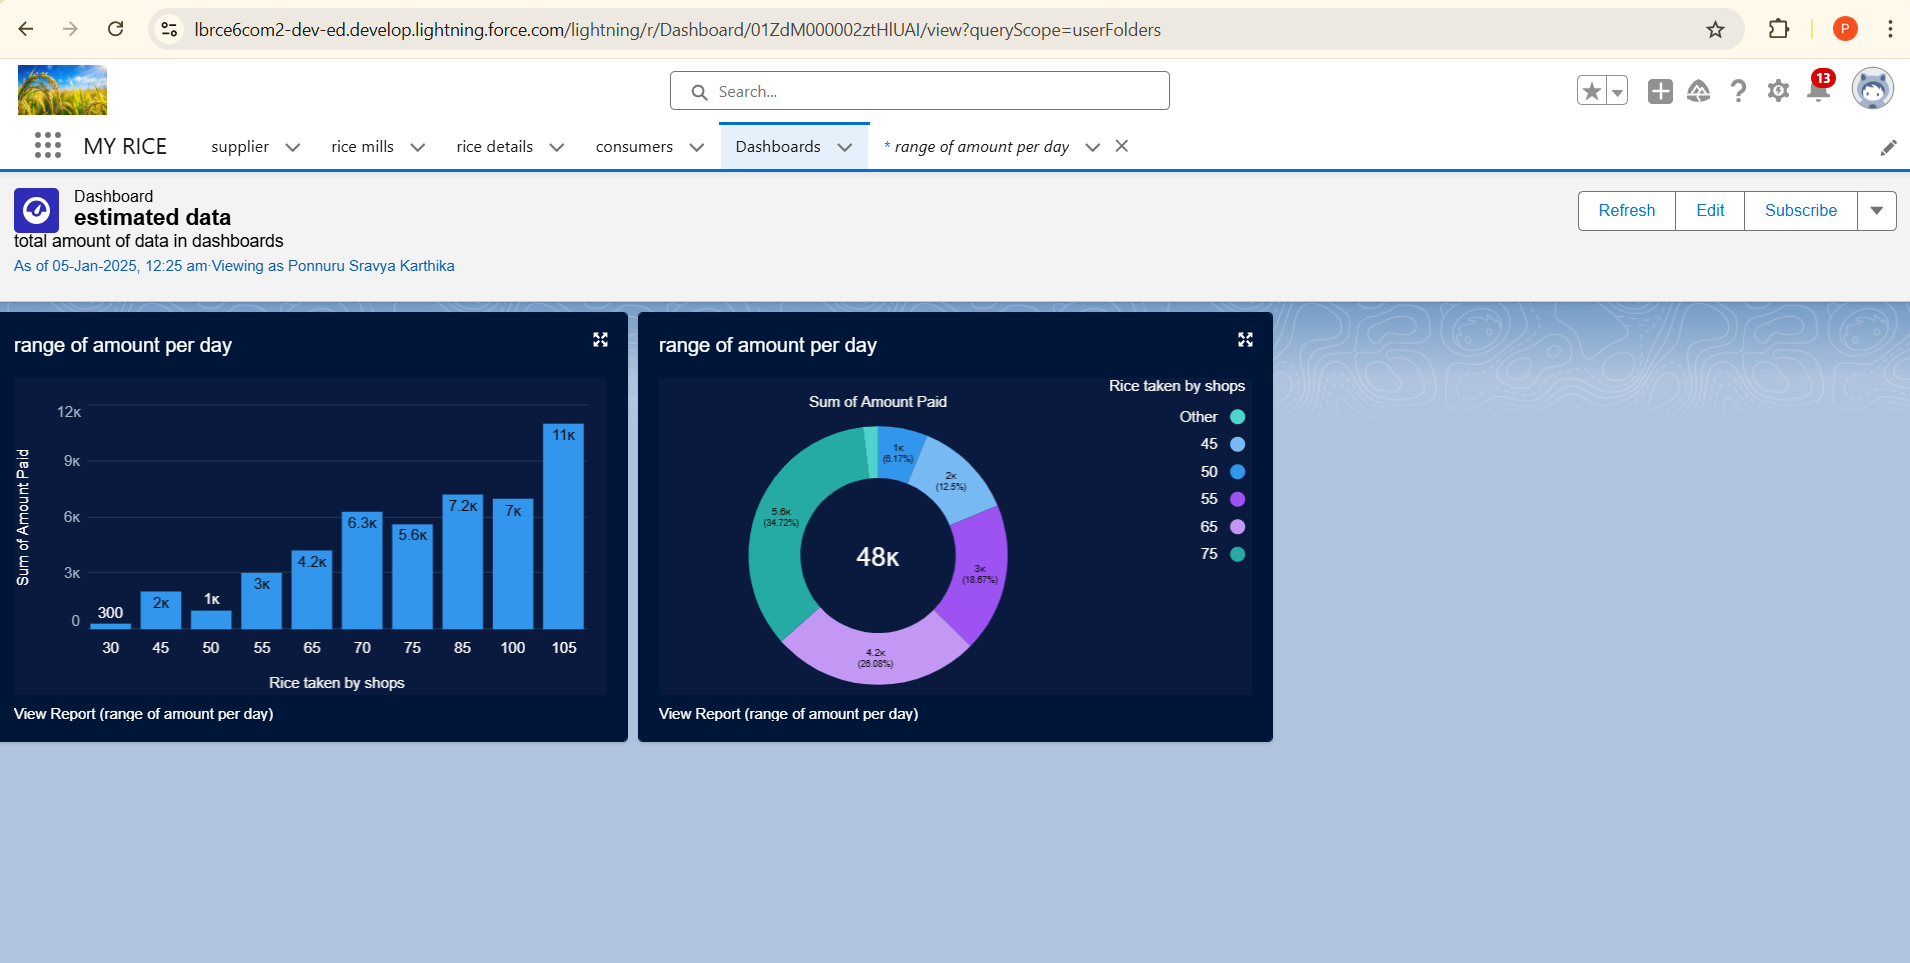 lbrce6com2-dev-ed.develop.lightning.force.com/lightning/r/Dashboard/01ZdM000002ztHlUAI/view?queryScope=userFolders
P
Search...
13
MY RICE
supplier
rice mills
rice details
consumers
Dashboards
* range of amount per day
Dashboard
estimated data
total amount of data in dashboards
As of 05-Jan-2025, 12:25 am·Viewing as Ponnuru Sravya Karthika
Refresh
Edit
Subscribe
range of amount per day
Sum of Amount Paid
12K
9K
6K
3K
0
300
2K
1K
3K
4.2K
6.3K
5.6K
7.2K
7K
11K
30
45
50
55
65
70
75
85
100
105
Rice taken by shops
View Report (range of amount per day)
range of amount per day
Sum of Amount Paid
1K
(6.17%)
2K
(12.5%)
3K
(18.67%)
4.2K
(26.08%)
5.6K
(34.72%)
48K
Rice taken by shops
Other
45
50
55
65
75
View Report (range of amount per day)